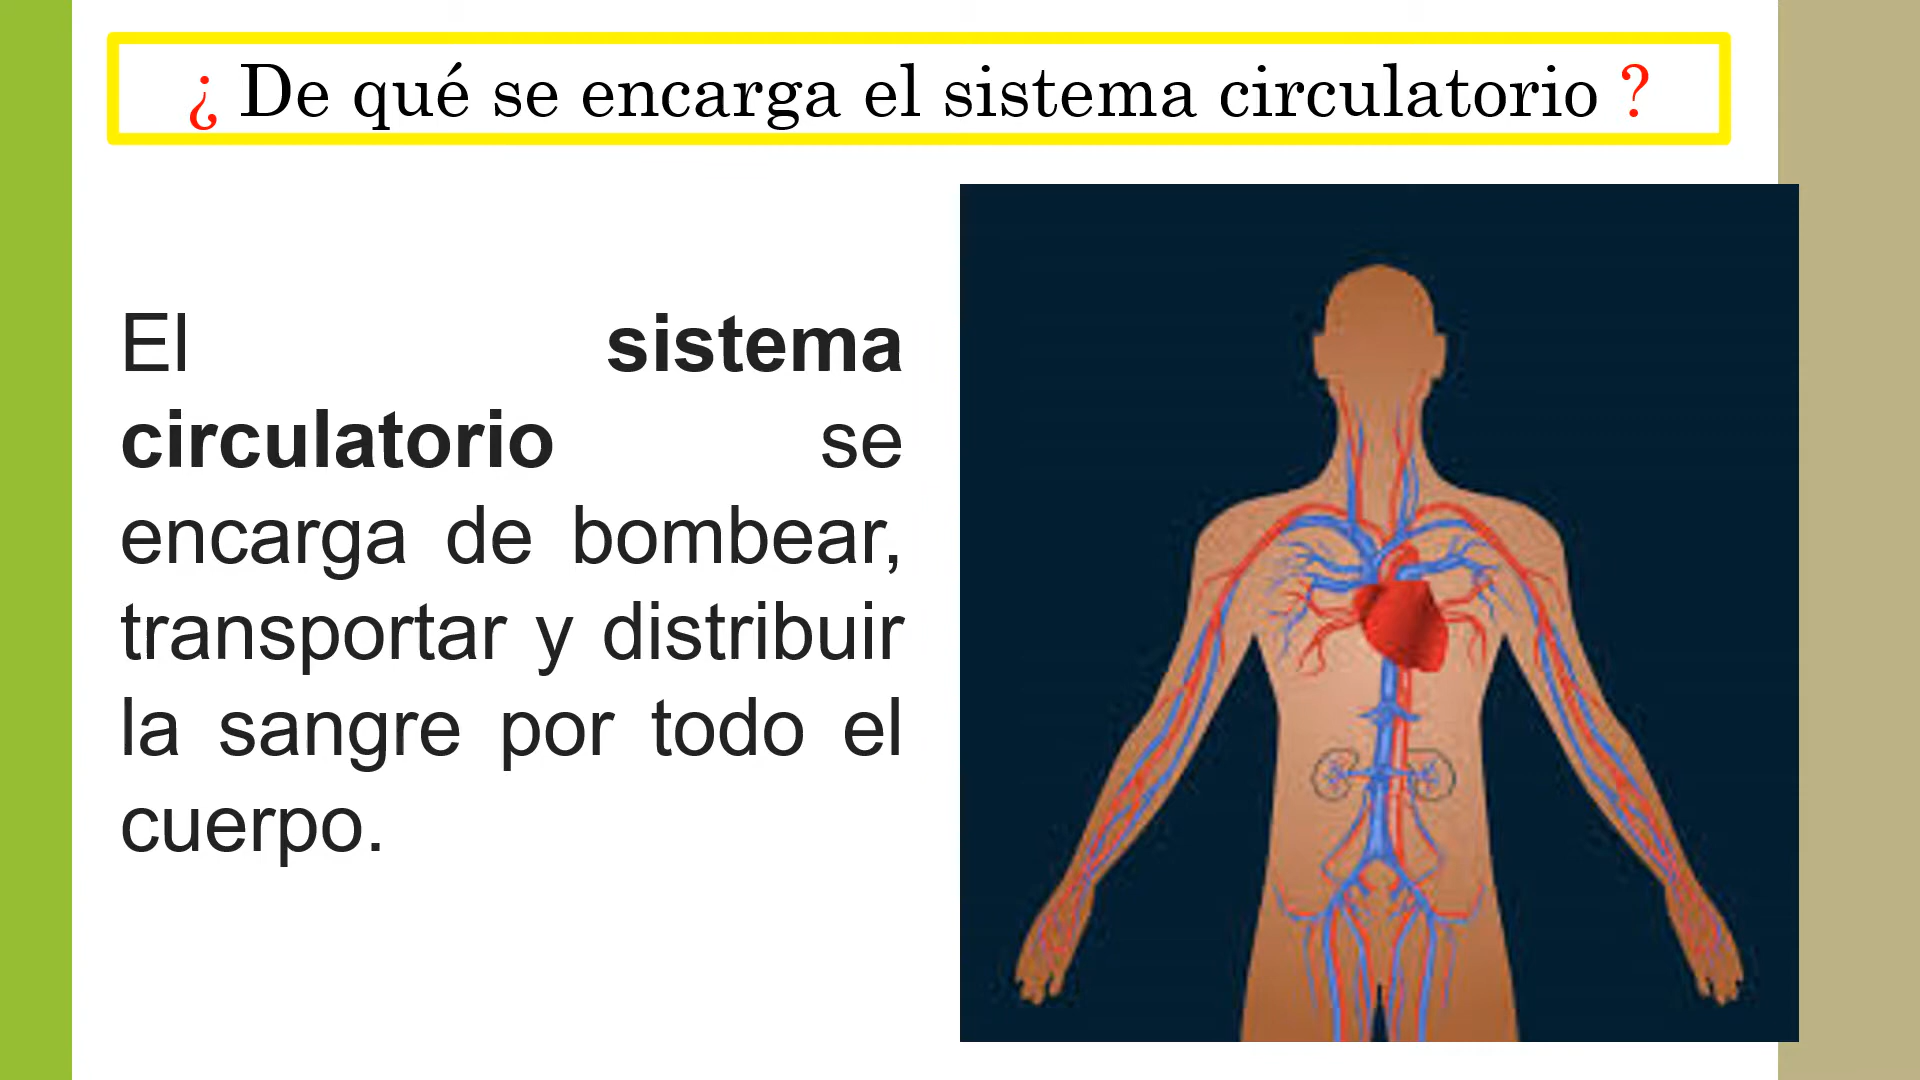 ¿ De qué se encarga el sistema circulatorio ?
El sistema
circulatorio se
encarga de bombear,
transportar y distribuir
la sangre por todo el
cuerpo.